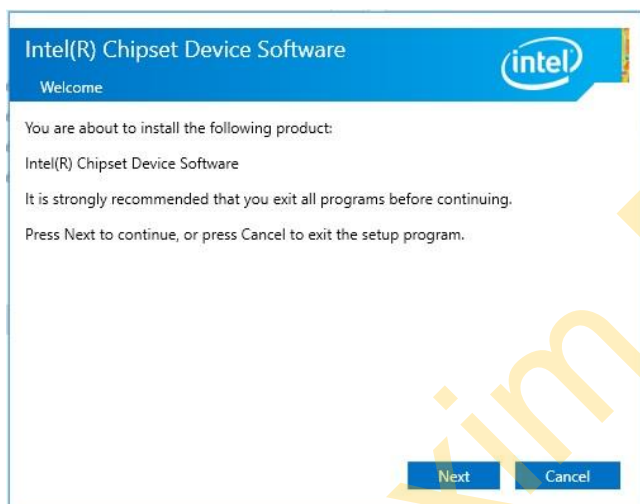 Intel(R) Chipset Device Software
intel
Welcome
You are about to install the following product:
Intel(R) Chipset Device Software
It is strongly recommended that you exit all programs before continuing.
Press Next to continue, or press Cancel to exit the setup program.
Next
Cancel